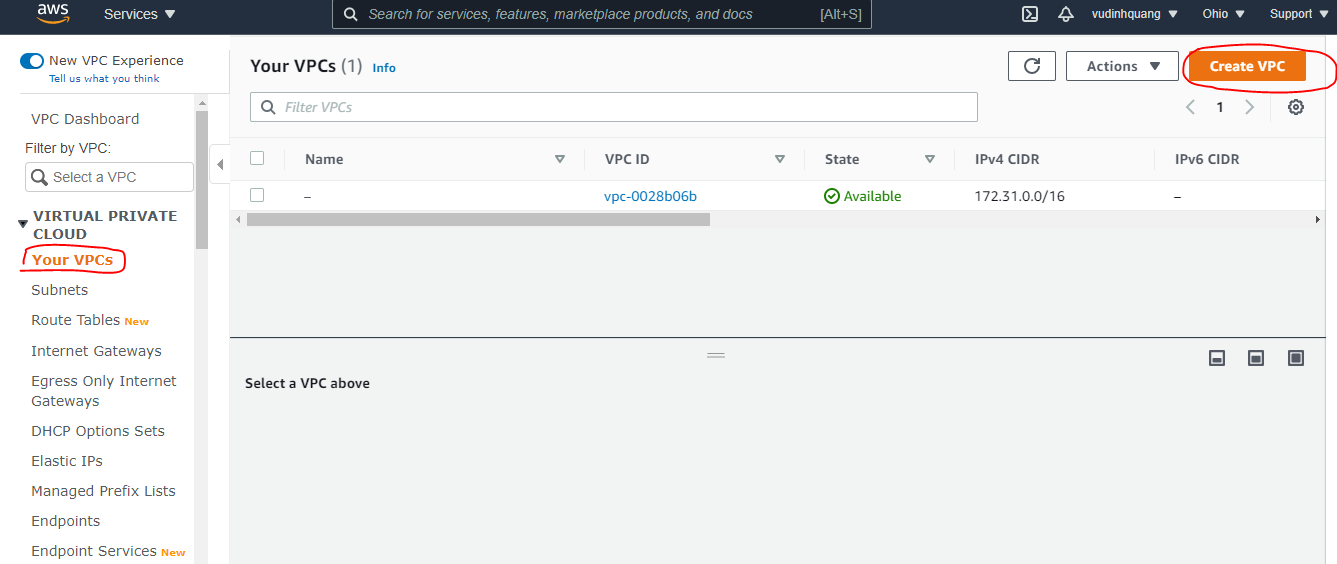 aws
Services
Search for services, features, marketplace products, and docs
[Alt+S]
vudinhquang
Ohio
Support
New VPC Experience
Tell us what you think
VPC Dashboard
Filter by VPC:
Select a VPC
VIRTUAL PRIVATE
CLOUD
Your VPCs
Subnets
Route Tables New
Internet Gateways
Egress Only Internet
Gateways
DHCP Options Sets
Elastic IPs
Managed Prefix Lists
Endpoints
Endpoint Services New
Your VPCs (1) Info
Actions
Create VPC
Filter VPCs
1
Name VPC ID State IPv4 CIDR IPv6 CIDR
– vpc-0028b06b Available 172.31.0.0/16 –
Select a VPC above